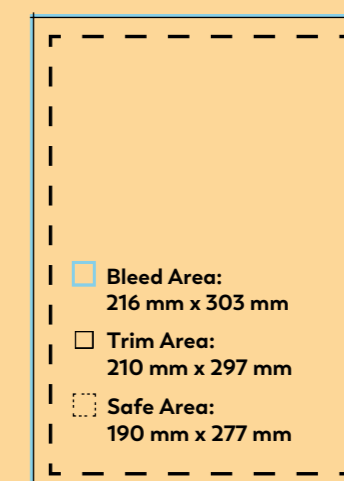 Bleed Area:
216 mm x 303 mm
Trim Area:
210 mm x 297 mm
Safe Area:
190 mm x 277 mm